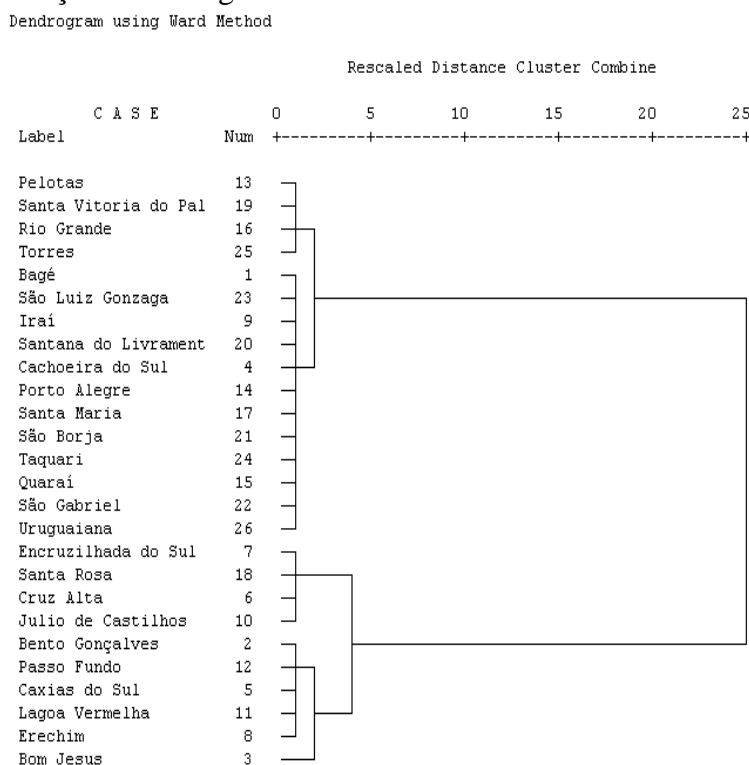 Dendrogram using Ward Method
Rescaled Distance Cluster Combine
C A S E 0 5 10 15 20 25
Label Num +---------+---------+---------+---------+---------+
Pelotas 13
Santa Vitoria do Pal 19
Rio Grande 16
Torres 25
Bagé 1
São Luiz Gonzaga 23
Iraí 9
Santana do Livrament 20
Cachoeira do Sul 4
Porto Alegre 14
Santa Maria 17
São Borja 21
Taquari 24
Quaraí 15
São Gabriel 22
Uruguaiana 26
Encruzilhada do Sul 7
Santa Rosa 18
Cruz Alta 6
Julio de Castilhos 10
Bento Gonçalves 2
Passo Fundo 12
Caxias do Sul 5
Lagoa Vermelha 11
Erechim 8
Bom Jesus 3